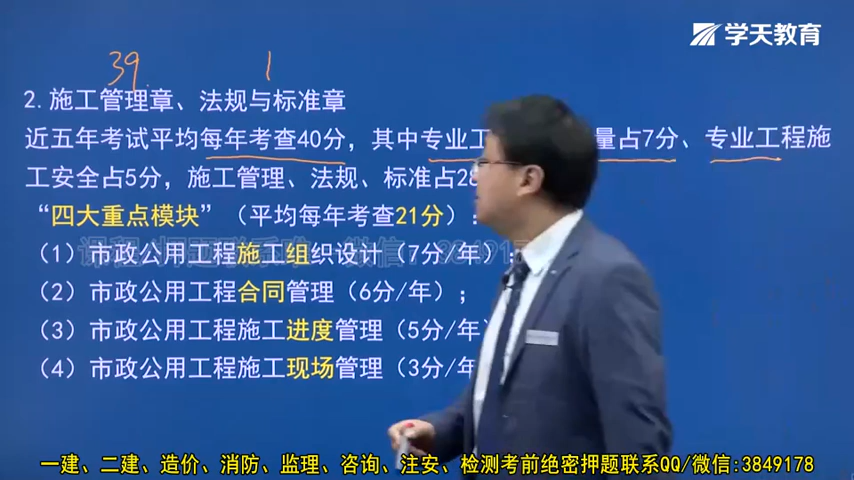 学天教育
39 1
2.施工管理章、法规与标准章
近五年考试平均每年考查40分，其中专业工 量占7分、专业工程施
工安全占5分，施工管理、法规、标准占28
“四大重点模块”（平均每年考查21分）：
（1）市政公用工程施工组织设计（7分/年）；
（2）市政公用工程合同管理（6分/年）；
（3）市政公用工程施工进度管理（5分/年）
（4）市政公用工程施工现场管理（3分/年
一建、二建、造价、消防、监理、咨询、注安、检测考前绝密押题联系QQ/微信:3849178